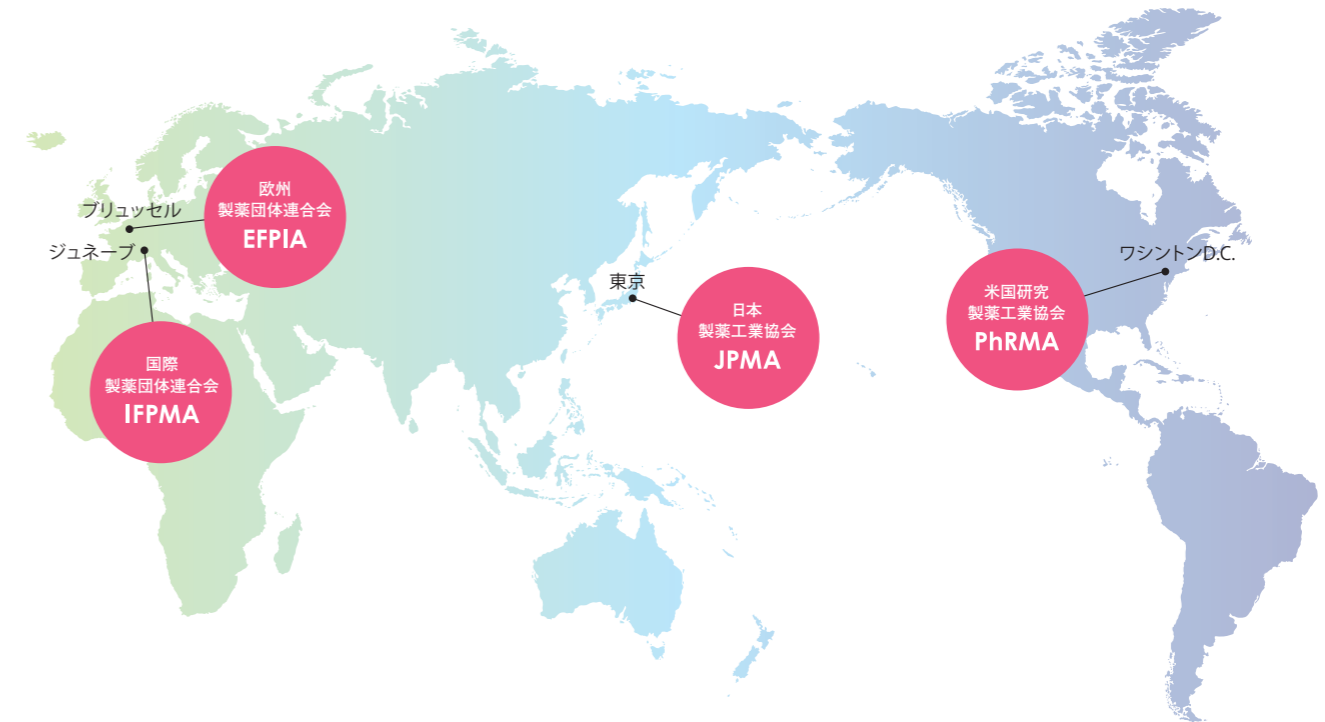 欧州
製薬団体連合会
EFPIA
ブリュッセル
ジュネーブ
国際
製薬団体連合会
IFPMA
東京
日本
製薬工業協会
JPMA
ワシントンD.C.
米国研究
製薬工業協会
PhRMA